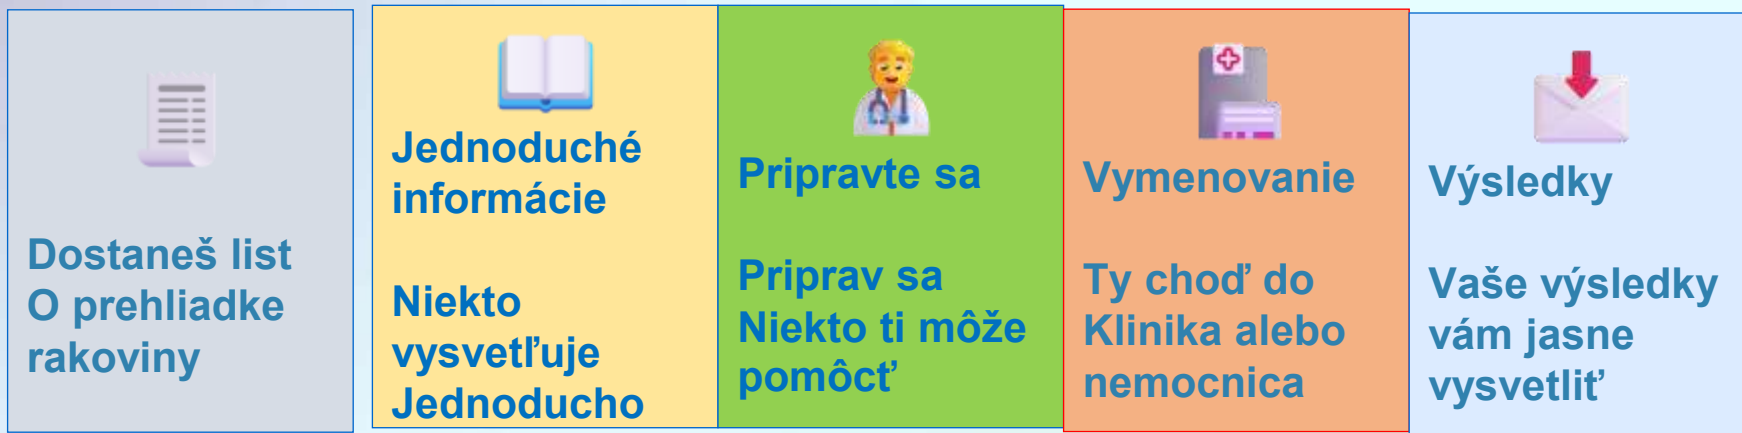 Dostaneš list
O prehliadke
rakoviny
Jednoduché
informácie
Niekto
vysvetľuje
Jednoducho
Pripravte sa
Priprav sa
Niekto ti môže
pomôcť
Vymenovanie
Ty choď do
Klinika alebo
nemocnica
Výsledky
Vaše výsledky
vám jasne
vysvetliť